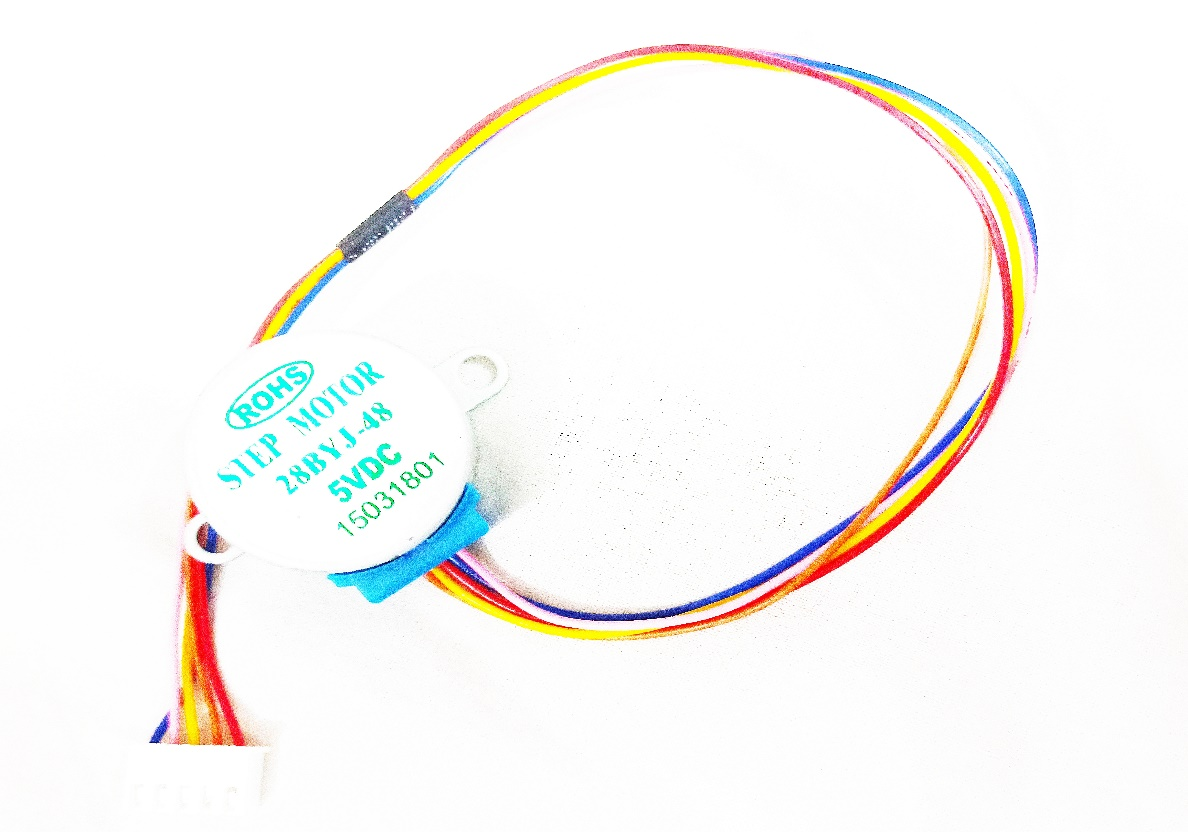 ROHS
STEP MOTOR
28BYJ-48
5VDC
15031801